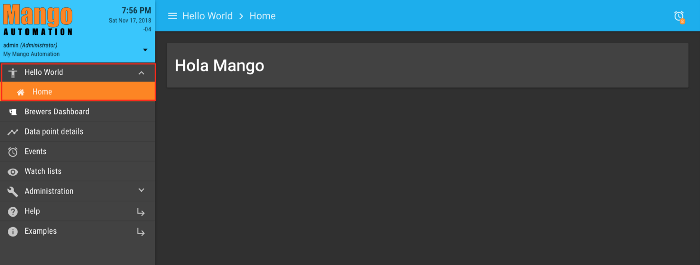 Mango
AUTOMATION
7:56 PM
Sat Nov 17, 2018
-04
admin (Administrator)
My Mango Automation
Hello World
Home
Brewers Dashboard
Data point details
Events
Watch lists
Administration
Help
Examples
Hello World > Home
Hola Mango